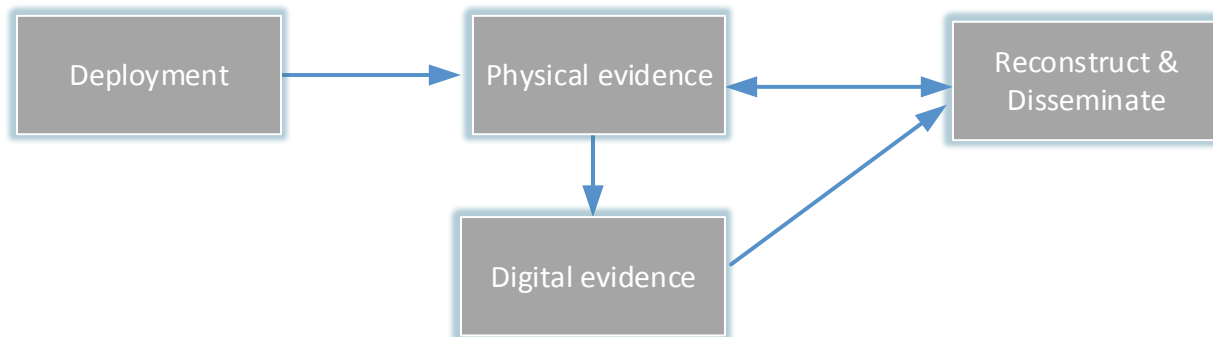 Deployment
Physical evidence
Reconstruct &
Disseminate
Digital evidence